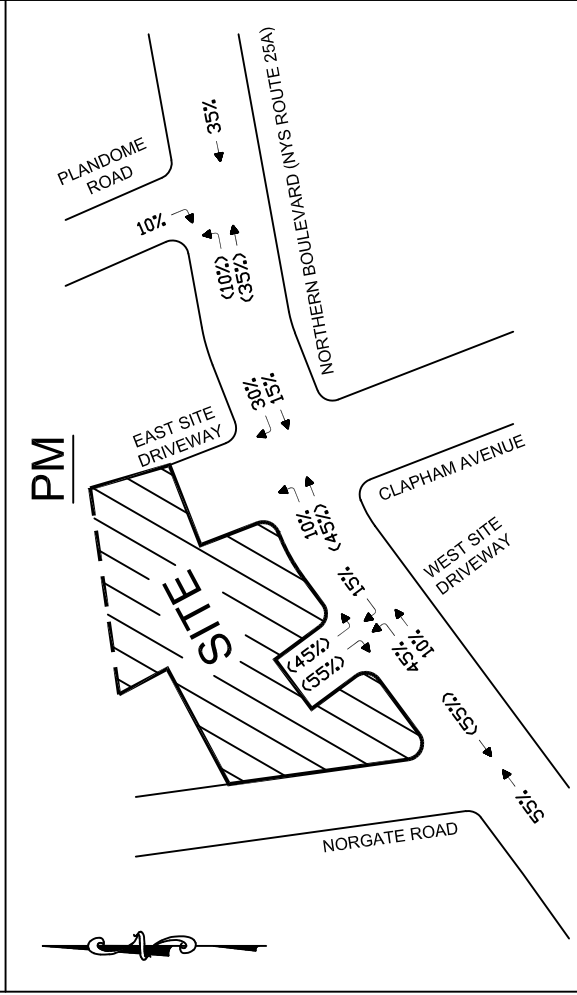 PLANDOME
ROAD
35%
NORTHERN BOULEVARD (NYS ROUTE 25A)
10%
(10%)
(35%)
30%
15%
EAST SITE
DRIVEWAY
PM
CLAPHAM AVENUE
10%
(45%)
WEST SITE
DRIVEWAY
15%
SITE
(45%)
(55%)
45%
10%
(55%)
55%
NORGATE ROAD